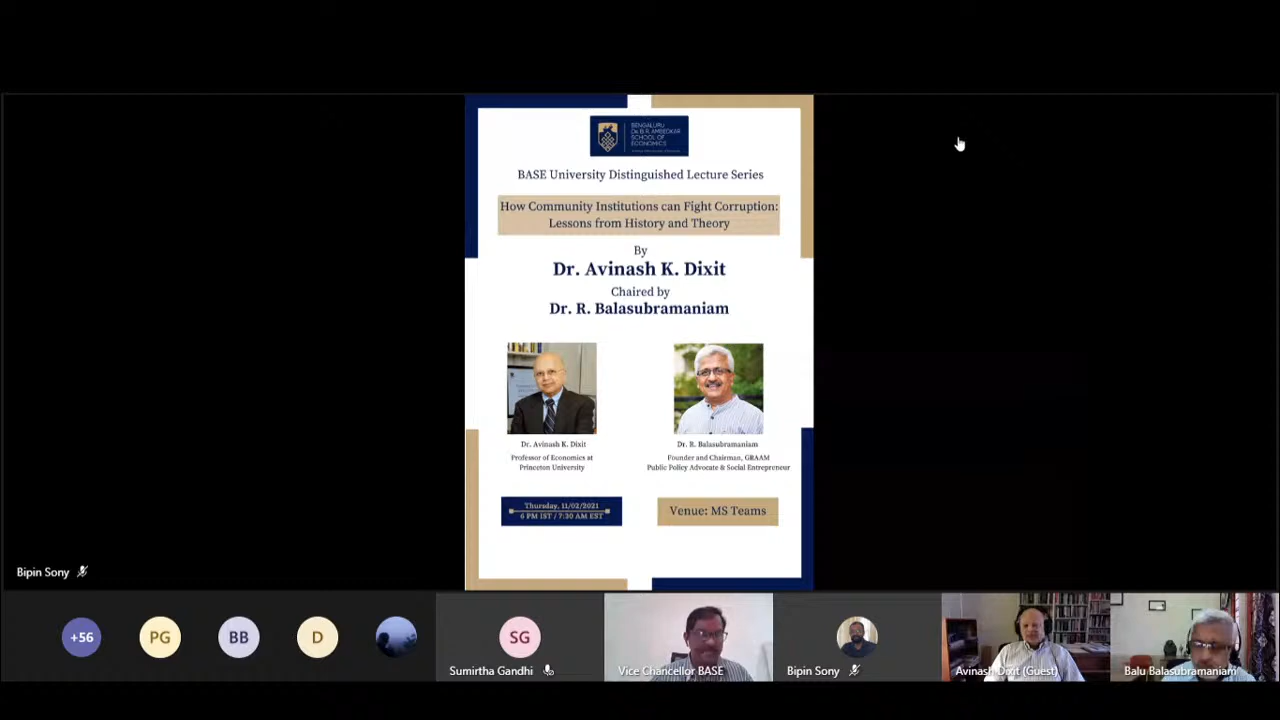 BENGALURU
Dr. B.R. AMBEDKAR
SCHOOL OF
ECONOMICS
BASE University Distinguished Lecture Series
How Community Institutions can Fight Corruption:
Lessons from History and Theory
By
Dr. Avinash K. Dixit
Chaired by
Dr. R. Balasubramaniam
Dr. Avinash K. Dixit
Professor of Economics at
Princeton University
Dr. R. Balasubramaniam
Founder and Chairman, GRAAM
Public Policy Advocate & Social Entrepreneur
Thursday, 11/02/2021
6 PM IST / 7:30 AM EST
Venue: MS Teams
Bipin Sony
+56
PG
BB
D
SG
Sumirtha Gandhi
Vice Chancellor BASE
Bipin Sony
Avinash Dixit (Guest)
Balu Balasubramaniam